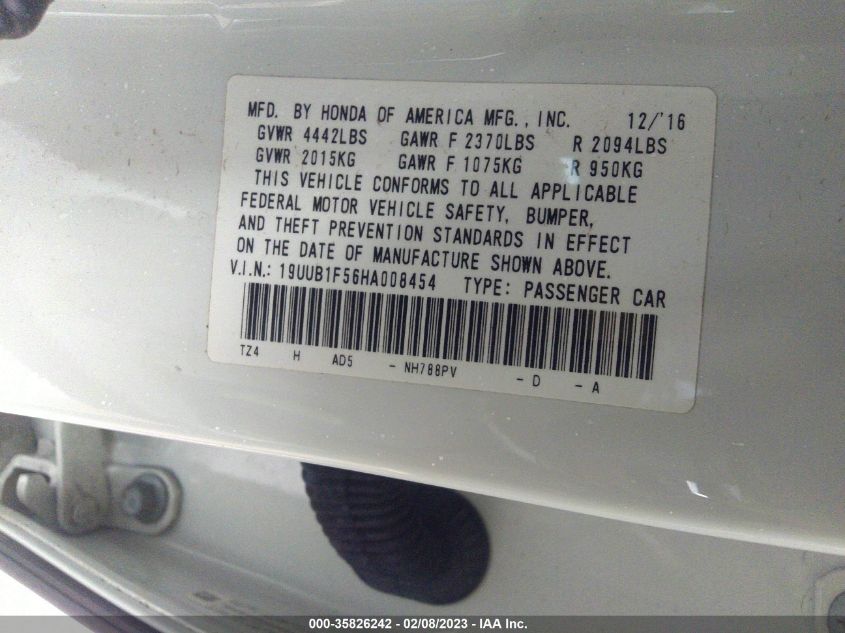 MFD. BY HONDA OF AMERICA MFG., INC. 12/'16
GVWR 4442LBS GAWR F 2370LBS R 2094LBS
GVWR 2015KG GAWR F 1075KG R 950KG
THIS VEHICLE CONFORMS TO ALL APPLICABLE
FEDERAL MOTOR VEHICLE SAFETY, BUMPER,
AND THEFT PREVENTION STANDARDS IN EFFECT
ON THE DATE OF MANUFACTURE SHOWN ABOVE.
V.I.N.: 19UUB1F56HA008454 TYPE: PASSENGER CAR
TZ4 H AD5 - NH788PV - D - A
000-35826242 - 02/08/2023 - IAA Inc.